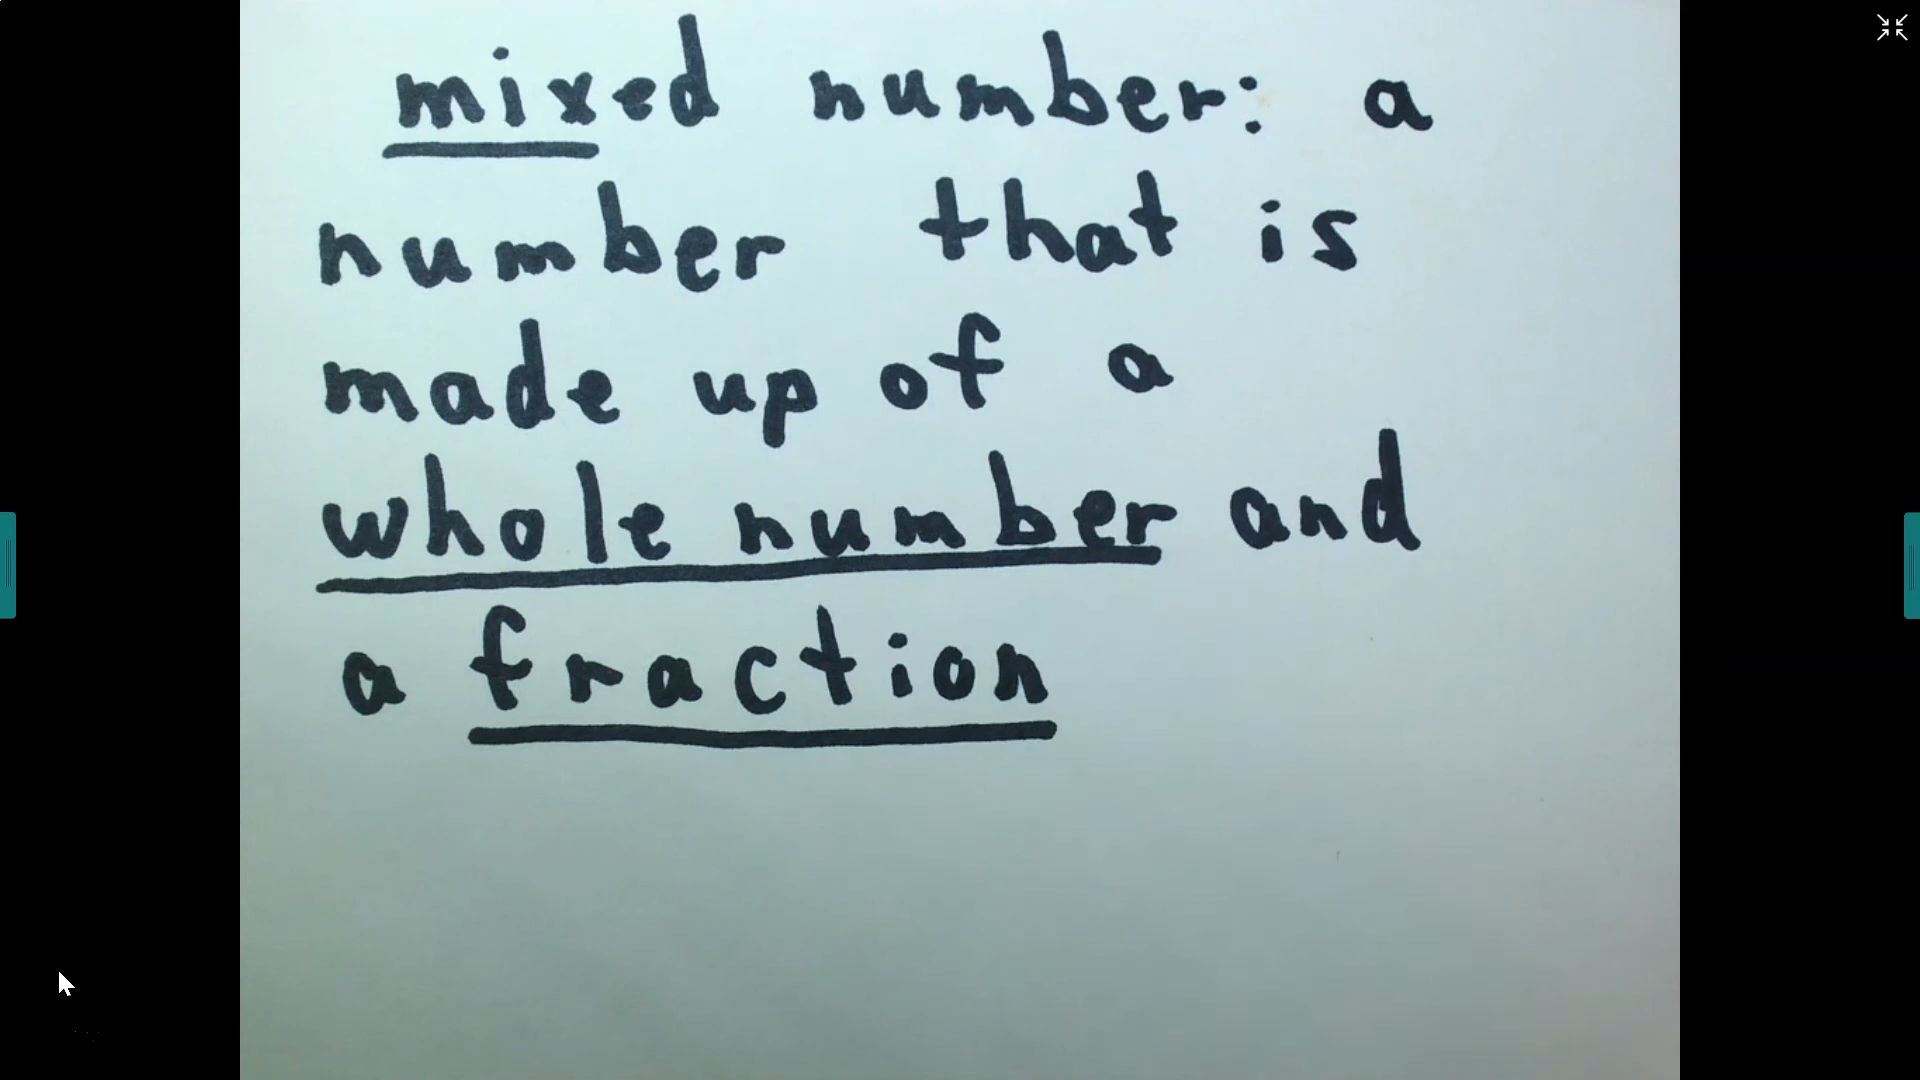 mixed number: a
number that is
made up of a
whole number and
a fraction